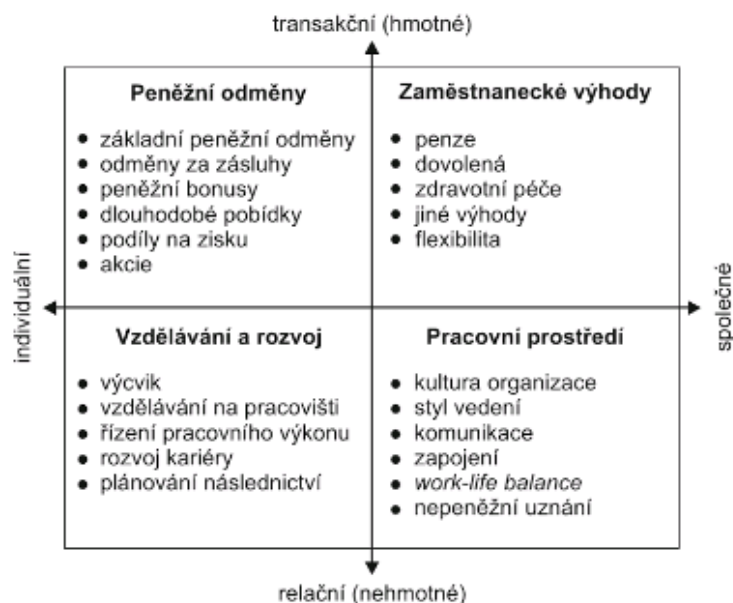 transakční (hmotné)
Peněžní odměny
● základní peněžní odměny
● odměny za zásluhy
● peněžní bonusy
● dlouhodobé pobídky
● podíly na zisku
● akcie
Zaměstnanecké výhody
● penze
● dovolená
● zdravotní péče
● jiné výhody
● flexibilita
individuální
společné
Vzdělávání a rozvoj
● výcvik
● vzdělávání na pracovišti
● řízení pracovního výkonu
● rozvoj kariéry
● plánování následnictví
Pracovní prostředí
● kultura organizace
● styl vedení
● komunikace
● zapojení
● work-life balance
● nepeněžní uznání
relační (nehmotné)